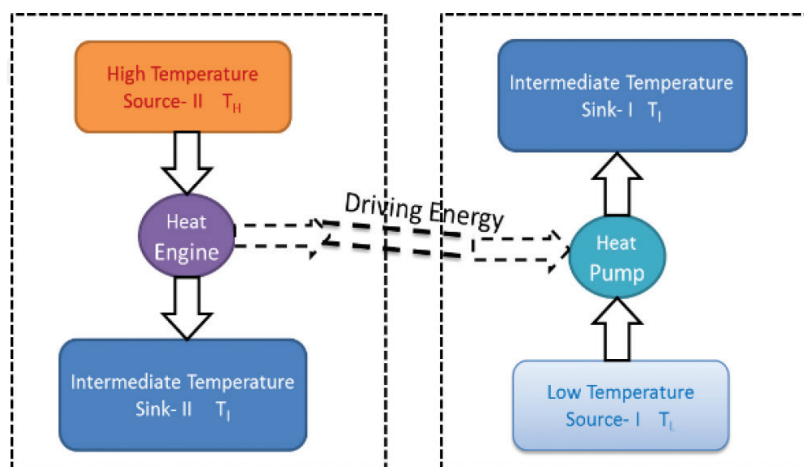 High Temperature
Source- II T_H
Heat
Engine
Intermediate Temperature
Sink- II T_I
Driving Energy
Intermediate Temperature
Sink- I T_I
Heat
Pump
Low Temperature
Source- I T_L